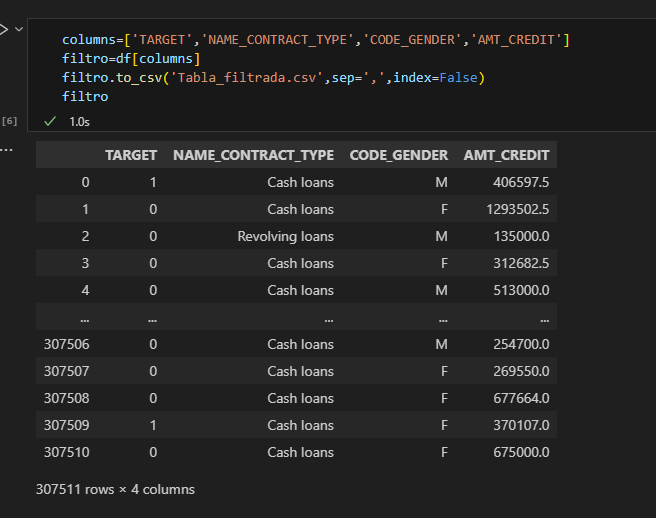 columns=['TARGET','NAME_CONTRACT_TYPE','CODE_GENDER','AMT_CREDIT']
filtro=df[columns]
filtro.to_csv('Tabla_filtrada.csv',sep=',',index=False)
filtro
[6]
1.0s
...
TARGET NAME_CONTRACT_TYPE CODE_GENDER AMT_CREDIT
0 1 Cash loans M 406597.5
1 0 Cash loans F 1293502.5
2 0 Revolving loans M 135000.0
3 0 Cash loans F 312682.5
4 0 Cash loans M 513000.0
... ... ... ... ...
307506 0 Cash loans M 254700.0
307507 0 Cash loans F 269550.0
307508 0 Cash loans F 677664.0
307509 1 Cash loans F 370107.0
307510 0 Cash loans F 675000.0
307511 rows × 4 columns